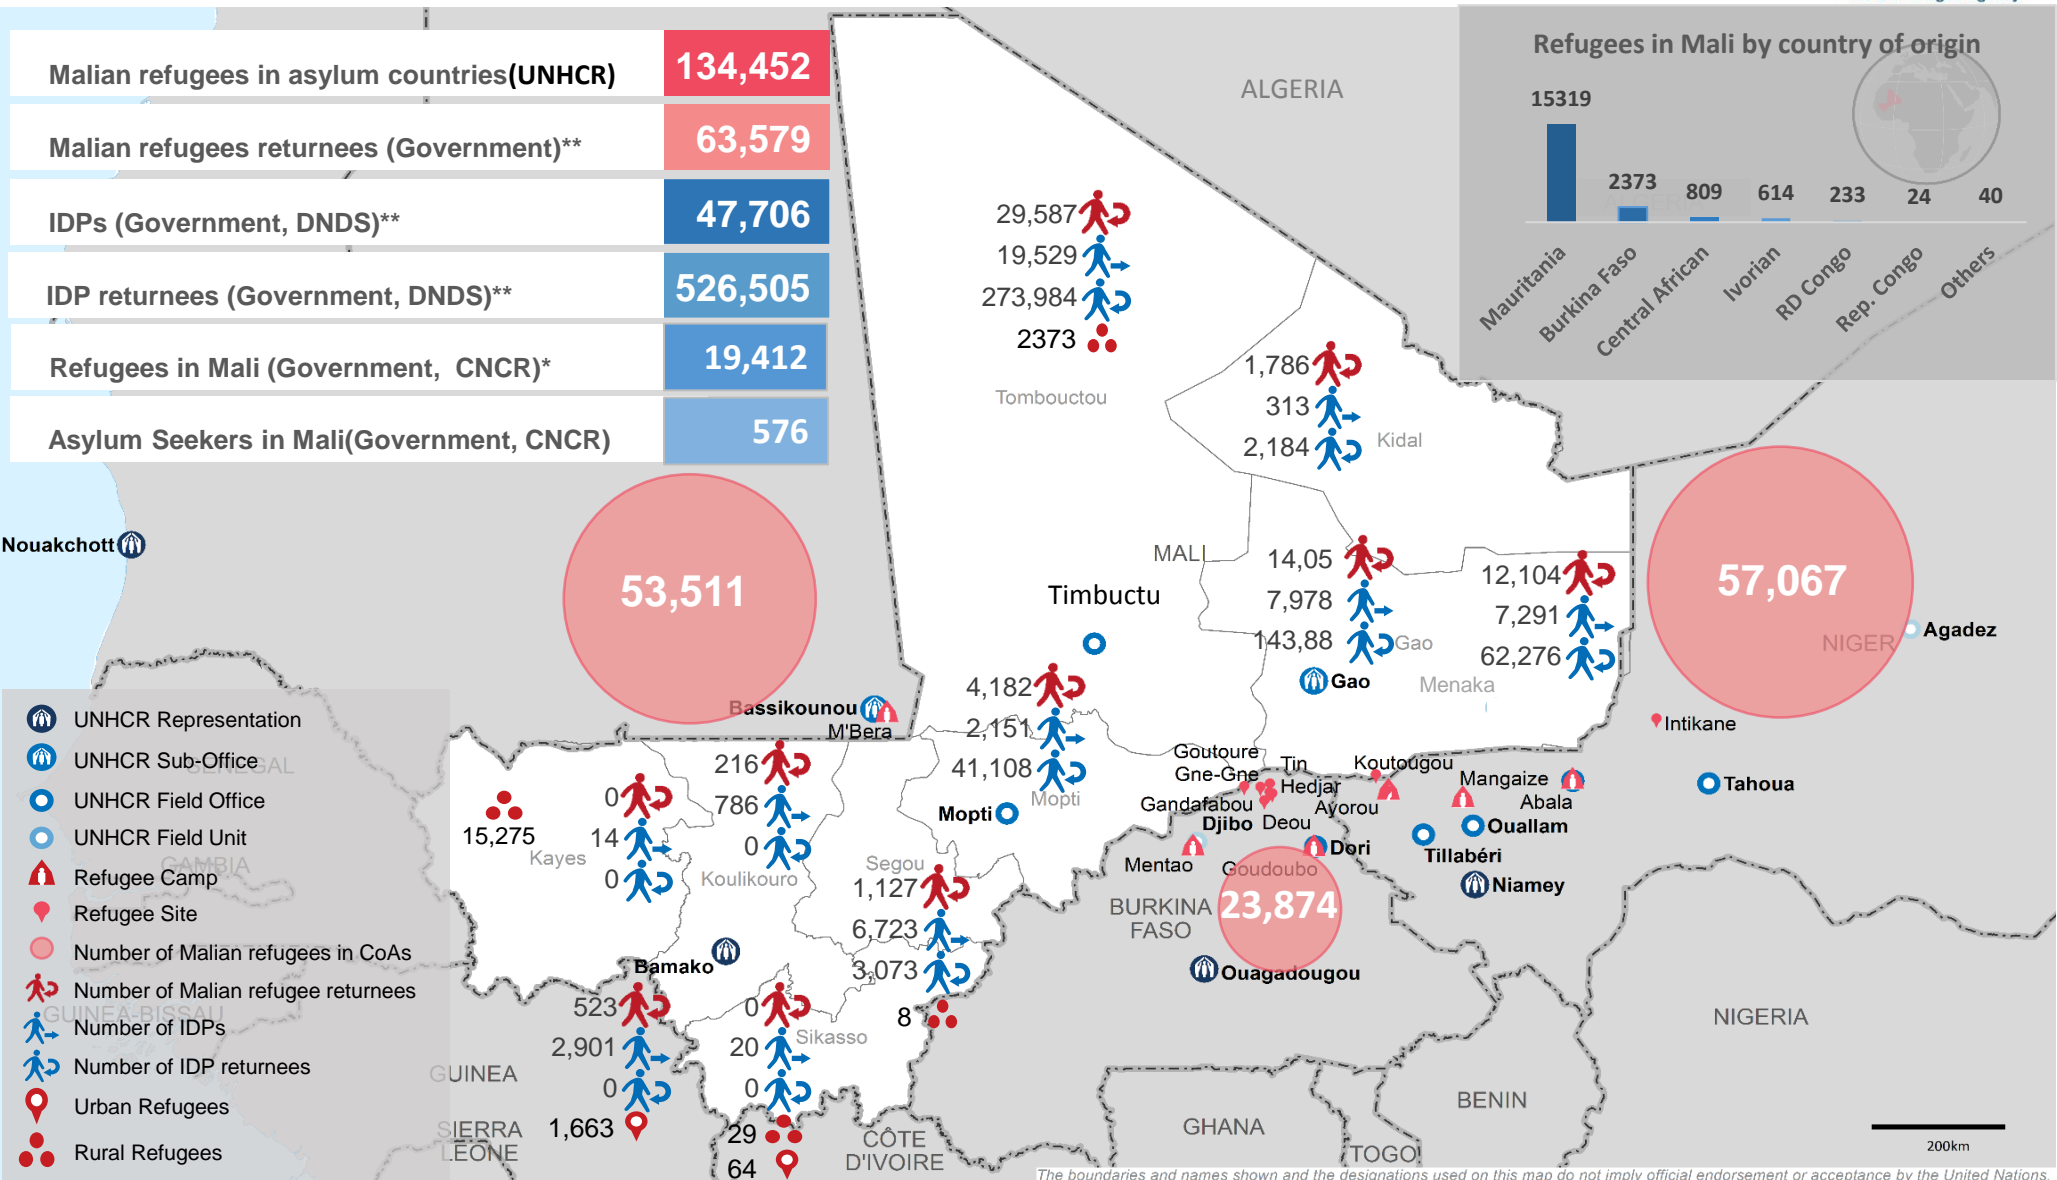 Malian refugees in asylum countries(UNHCR) 134,452
Malian refugees returnees (Government)** 63,579
IDPs (Government, DNDS)** 47,706
IDP returnees (Government, DNDS)** 526,505
Refugees in Mali (Government, CNCR)* 19,412
Asylum Seekers in Mali(Government, CNCR) 576
Refugees in Mali by country of origin
15319
2373
809
614
233
24
40
Mauritania
Burkina Faso
Central African
Ivorian
RD Congo
Rep. Congo
Others
ALGERIA
ALGERIA
29,587
19,529
273,984
2373
Tombouctou
1,786
313
2,184
Kidal
Nouakchott
53,511
MALI
Timbuctu
14,05
7,978
143,88
Gao
Gao
12,104
7,291
62,276
Menaka
57,067
NIGER
Agadez
Bassikounou
M'Bera
4,182
2,151
41,108
Mopti
Mopti
Intikane
Tahoua
Goutoure
Gne-Gne
Tin
Hedjar
Koutougou
Mangaize
Abala
Gandafabou
Djibo
Deou
Ayorou
Ouallam
Tillabéri
Mentao
Goudoubo
Dori
Niamey
BURKINA
FASO
23,874
Ouagadougou
15,275
0
14
0
Kayes
216
786
0
Koulikouro
Segou
1,127
6,723
3,073
8
Bamako
523
2,901
0
1,663
0
20
0
Sikasso
29
64
UNHCR Representation
UNHCR Sub-Office
SENEGAL
UNHCR Field Office
UNHCR Field Unit
GAMBIA
Refugee Camp
Refugee Site
Number of Malian refugees in CoAs
Number of Malian refugee returnees
GUINEA-BISSAU
Number of IDPs
Number of IDP returnees
Urban Refugees
Rural Refugees
GUINEA
SIERRA
LEONE
CÔTE
D'IVOIRE
GHANA
TOGO
BENIN
NIGERIA
200km
The boundaries and names shown and the designations used on this map do not imply official endorsement or acceptance by the United Nations.